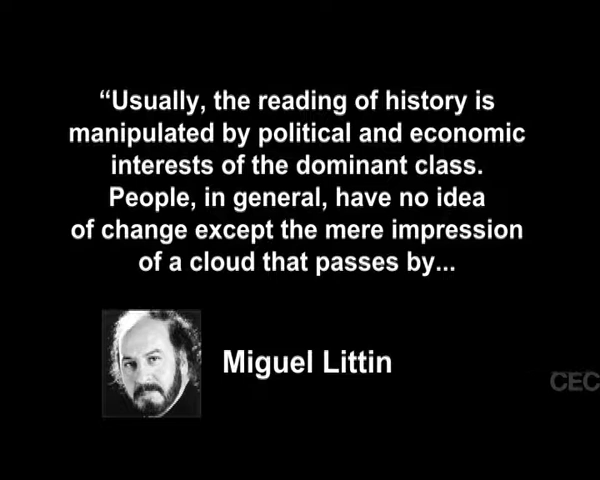 “Usually, the reading of history is
manipulated by political and economic
interests of the dominant class.
People, in general, have no idea
of change except the mere impression
of a cloud that passes by...
Miguel Littin
CEC